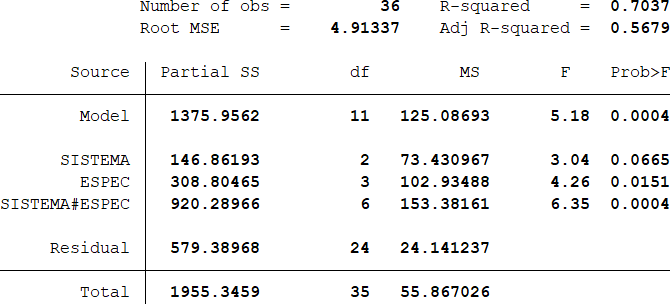 Number of obs = 36 R-squared = 0.7037
Root MSE = 4.91337 Adj R-squared = 0.5679
Source Partial SS df MS F Prob>F
Model 1375.9562 11 125.08693 5.18 0.0004
SISTEMA 146.86193 2 73.430967 3.04 0.0665
ESPEC 308.80465 3 102.93488 4.26 0.0151
SISTEMA#ESPEC 920.28966 6 153.38161 6.35 0.0004
Residual 579.38968 24 24.141237
Total 1955.3459 35 55.867026